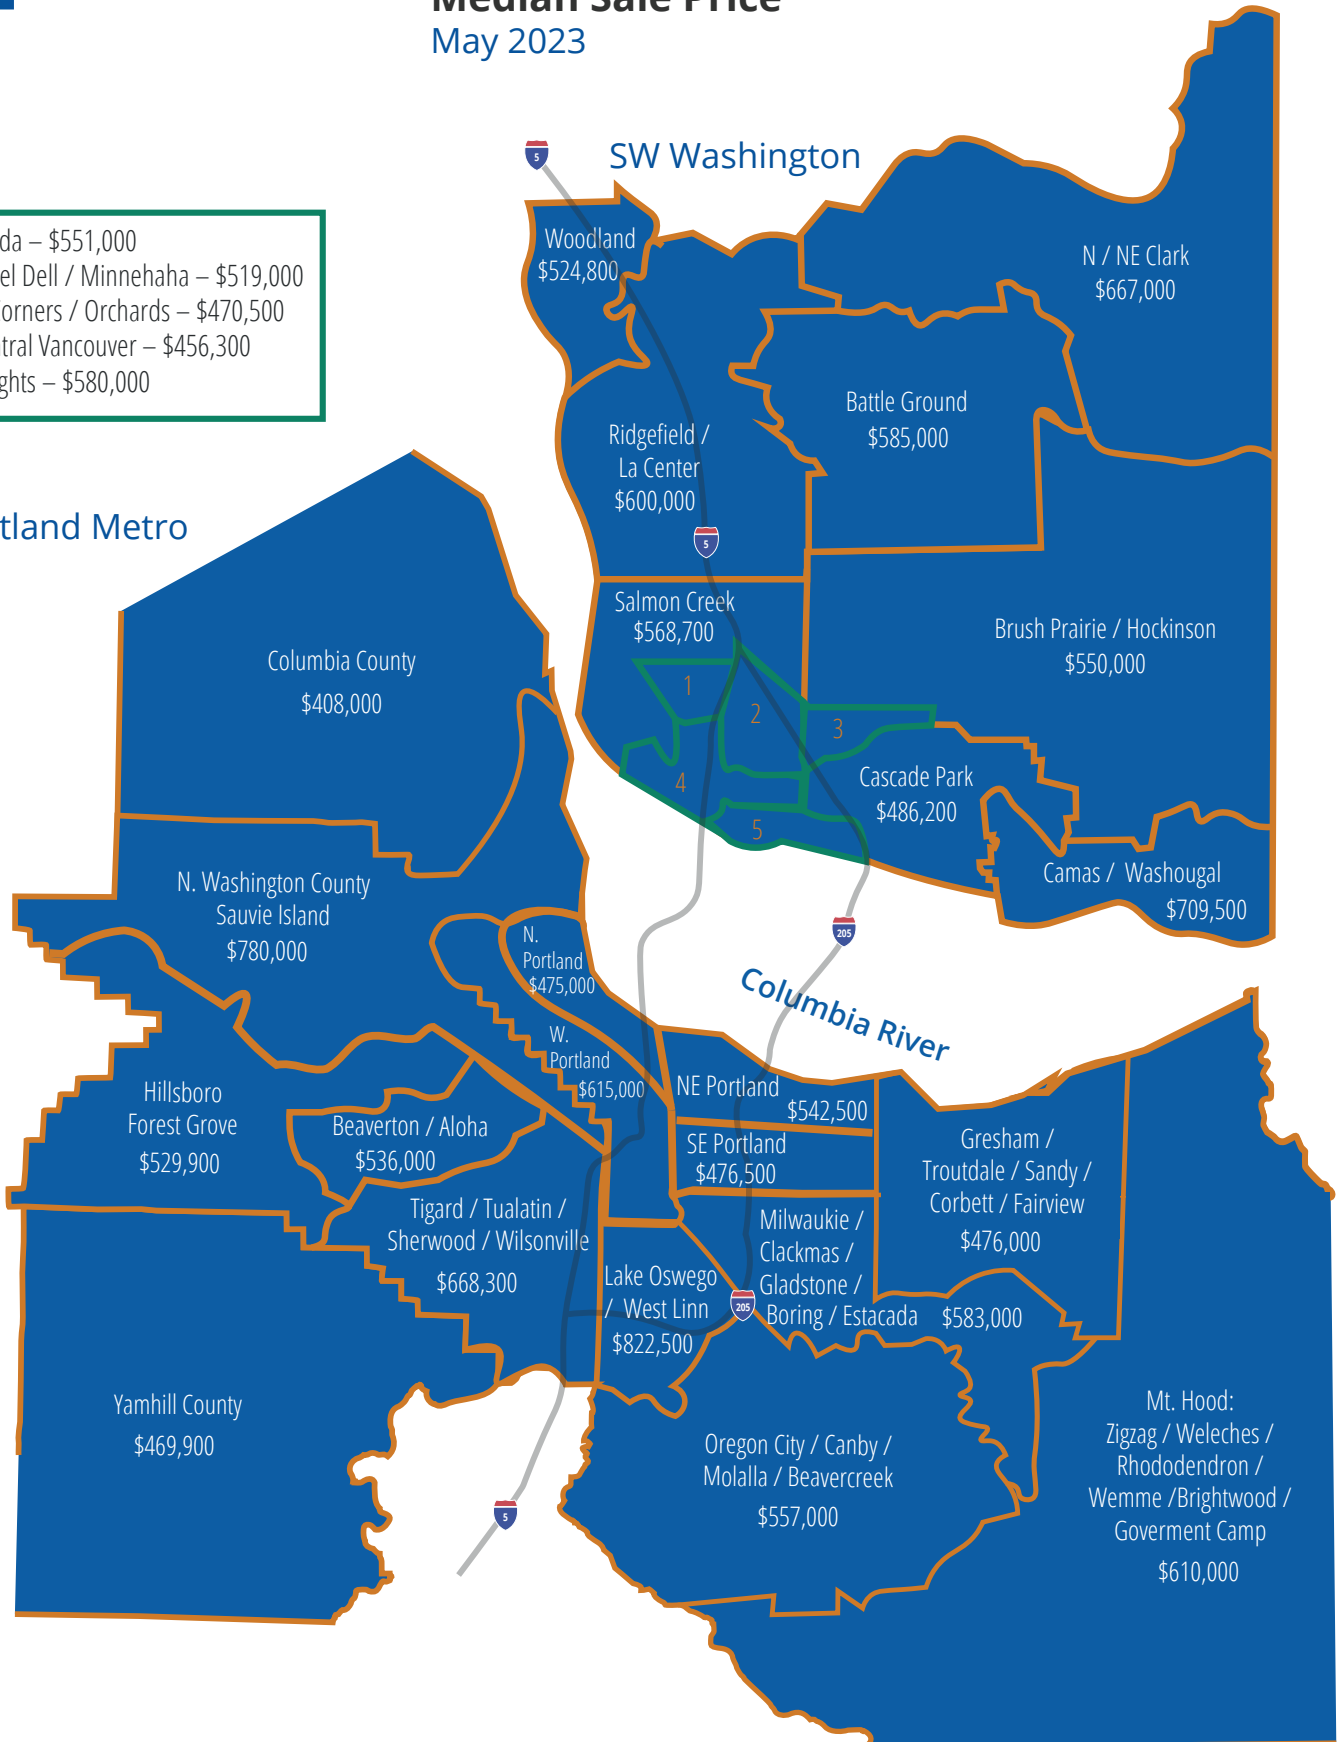 Median Sale Price
May 2023
5
SW Washington
da – $551,000
el Dell / Minnehaha – $519,000
orners / Orchards – $470,500
tral Vancouver – $456,300
ghts – $580,000
Woodland
$524,800
N / NE Clark
$667,000
Battle Ground
$585,000
Ridgefield /
La Center
$600,000
5
tland Metro
Salmon Creek
$568,700
Brush Prairie / Hockinson
$550,000
Columbia County
$408,000
1
2
3
4
5
Cascade Park
$486,200
Camas / Washougal
$709,500
N. Washington County
Sauvie Island
$780,000
N.
Portland
$475,000
205
Columbia River
W.
Portland
$615,000
NE Portland
$542,500
SE Portland
$476,500
Hillsboro
Forest Grove
$529,900
Beaverton / Aloha
$536,000
Gresham /
Troutdale / Sandy /
Corbett / Fairview
$476,000
Tigard / Tualatin /
Sherwood / Wilsonville
$668,300
Milwaukie /
Clackmas /
Gladstone /
Boring / Estacada $583,000
Lake Oswego
/ West Linn
$822,500
205
Yamhill County
$469,900
Oregon City / Canby /
Molalla / Beavercreek
$557,000
Mt. Hood:
Zigzag / Weleches /
Rhododendron /
Wemme /Brightwood /
Goverment Camp
$610,000
5